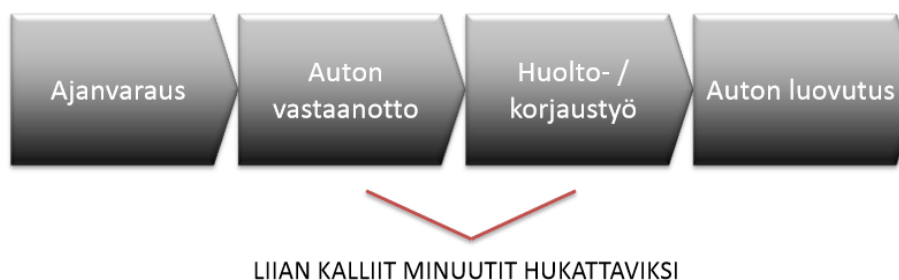 Ajanvaraus
Auton
vastaanotto
Huolto- /
korjaustyö
Auton luovutus
LIIAN KALLIIT MINUUTIT HUKATTAVIKSI